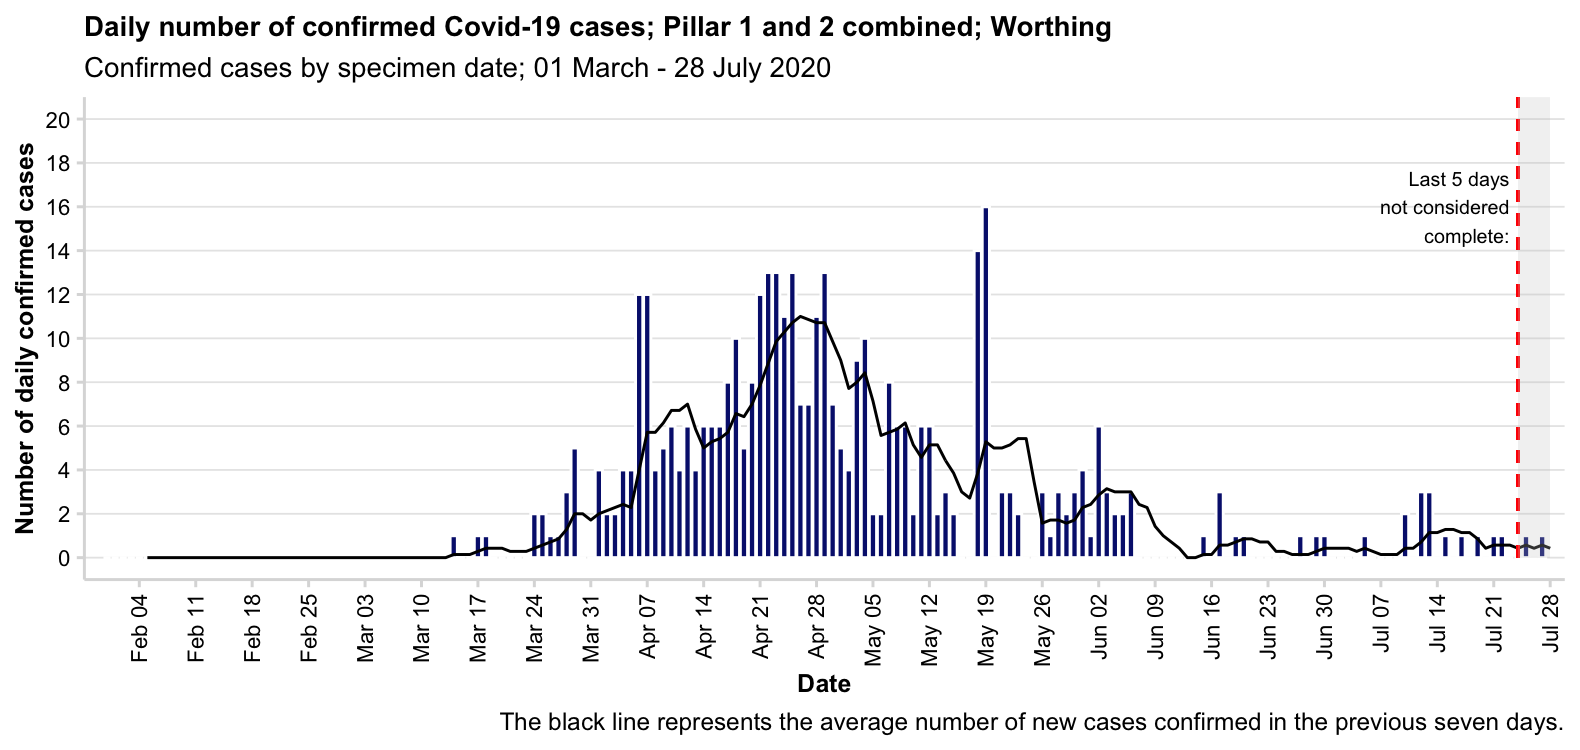 Daily number of confirmed Covid-19 cases; Pillar 1 and 2 combined; Worthing
Confirmed cases by specimen date; 01 March - 28 July 2020
Number of daily confirmed cases
20
18
16
14
12
10
8
6
4
2
0
Last 5 days
not considered
complete:
Feb 04
Feb 11
Feb 18
Feb 25
Mar 03
Mar 10
Mar 17
Mar 24
Mar 31
Apr 07
Apr 14
Apr 21
Apr 28
May 05
May 12
May 19
May 26
Jun 02
Jun 09
Jun 16
Jun 23
Jun 30
Jul 07
Jul 14
Jul 21
Jul 28
Date
The black line represents the average number of new cases confirmed in the previous seven days.